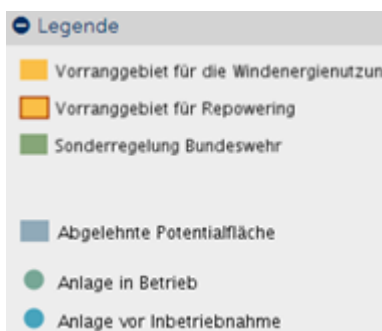 Legende
Vorranggebiet für die Windenergienutzun
Vorranggebiet für Repowering
Sonderregelung Bundeswehr
Abgelehnte Potentialfläche
Anlage in Betrieb
Anlage vor Inbetriebnahme